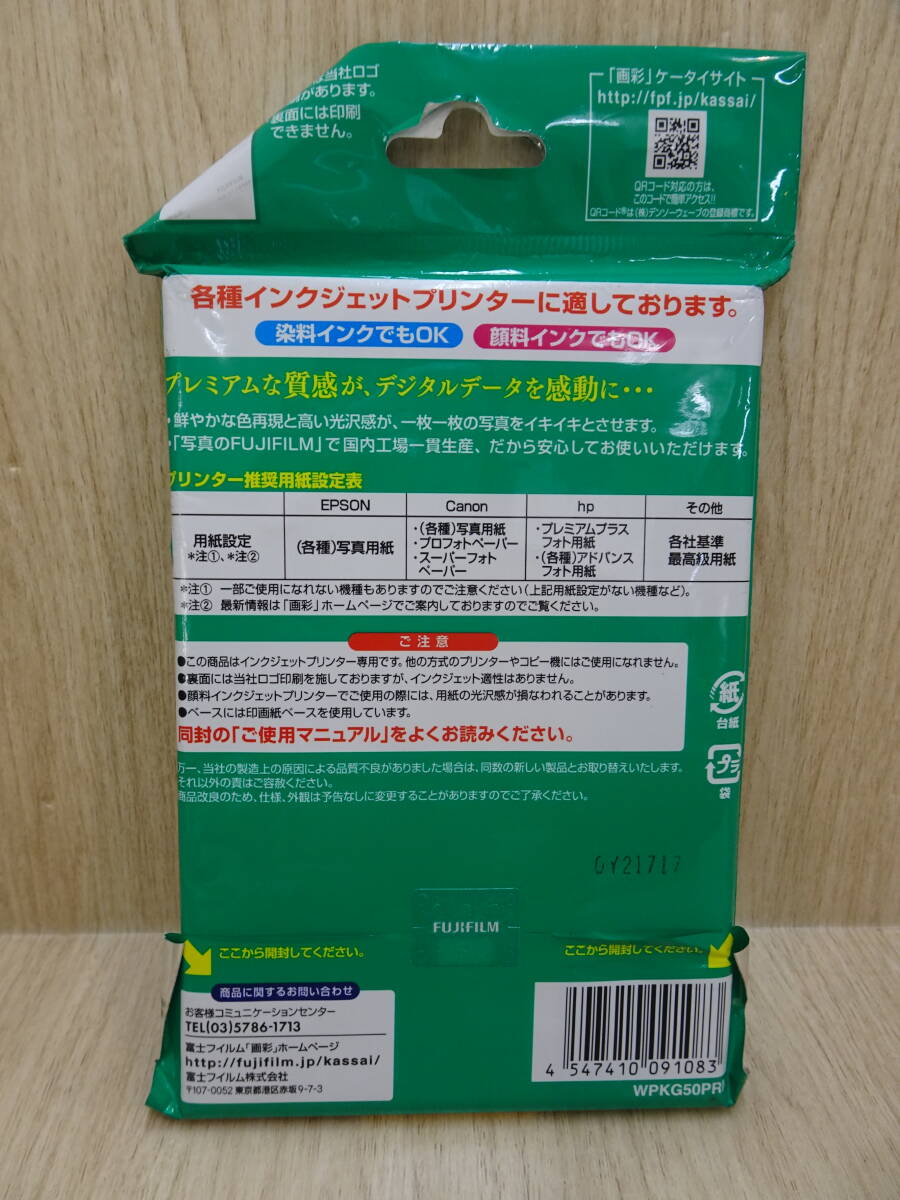 当社ロゴ
があります。
裏面には印刷
できません。
「画彩」ケータイサイト
http://fpf.jp/kassai/
QRコード対応の方は、
このコードで簡単アクセス!!
QRコード®は(株)デンソーウェーブの登録商標です。
各種インクジェットプリンターに適しております。
染料インクでもOK 顔料インクでもOK
プレミアムな質感が、デジタルデータを感動に・・・
・鮮やかな色再現と高い光沢感が、一枚一枚の写真をイキイキとさせます。
・「写真のFUJIFILM」で国内工場一貫生産、だから安心してお使いいただけます。
プリンター推奨用紙設定表
EPSON Canon hp その他
用紙設定
*注①、*注②
(各種)写真用紙
・(各種)写真用紙
・プロフォトペーパー
・スーパーフォト
ペーパー
・プレミアムプラス
フォト用紙
・(各種)アドバンス
フォト用紙
各社基準
最高級用紙
*注① 一部ご使用になれない機種もありますのでご注意ください(上記用紙設定がない機種など)。
*注② 最新情報は「画彩」ホームページでご案内しておりますのでご覧ください。
ご注意
●この商品はインクジェットプリンター専用です。他の方式のプリンターやコピー機にはご使用になれません。
●裏面には当社ロゴ印刷を施しておりますが、インクジェット適性はありません。
●顔料インクジェットプリンターでご使用の際には、用紙の光沢感が損なわれることがあります。
●ベースには印画紙ベースを使用しています。
同封の「ご使用マニュアル」をよくお読みください。
紙
台紙
プラ
袋
万一、当社の製造上の原因による品質不良がありました場合は、同数の新しい製品とお取り替えいたします。
それ以外の責はご容赦ください。
商品改良のため、仕様、外観は予告なしに変更することがありますのでご了承ください。
0Y21717
FUJIFILM
ここから開封してください。 ここから開封してください。
商品に関するお問い合わせ
お客様コミュニケーションセンター
TEL(03)5786-1713
富士フイルム「画彩」ホームページ
http://fujifilm.jp/kassai/
富士フイルム株式会社
〒107-0052 東京都港区赤坂9-7-3
4 547410 091083
WPKG50PR